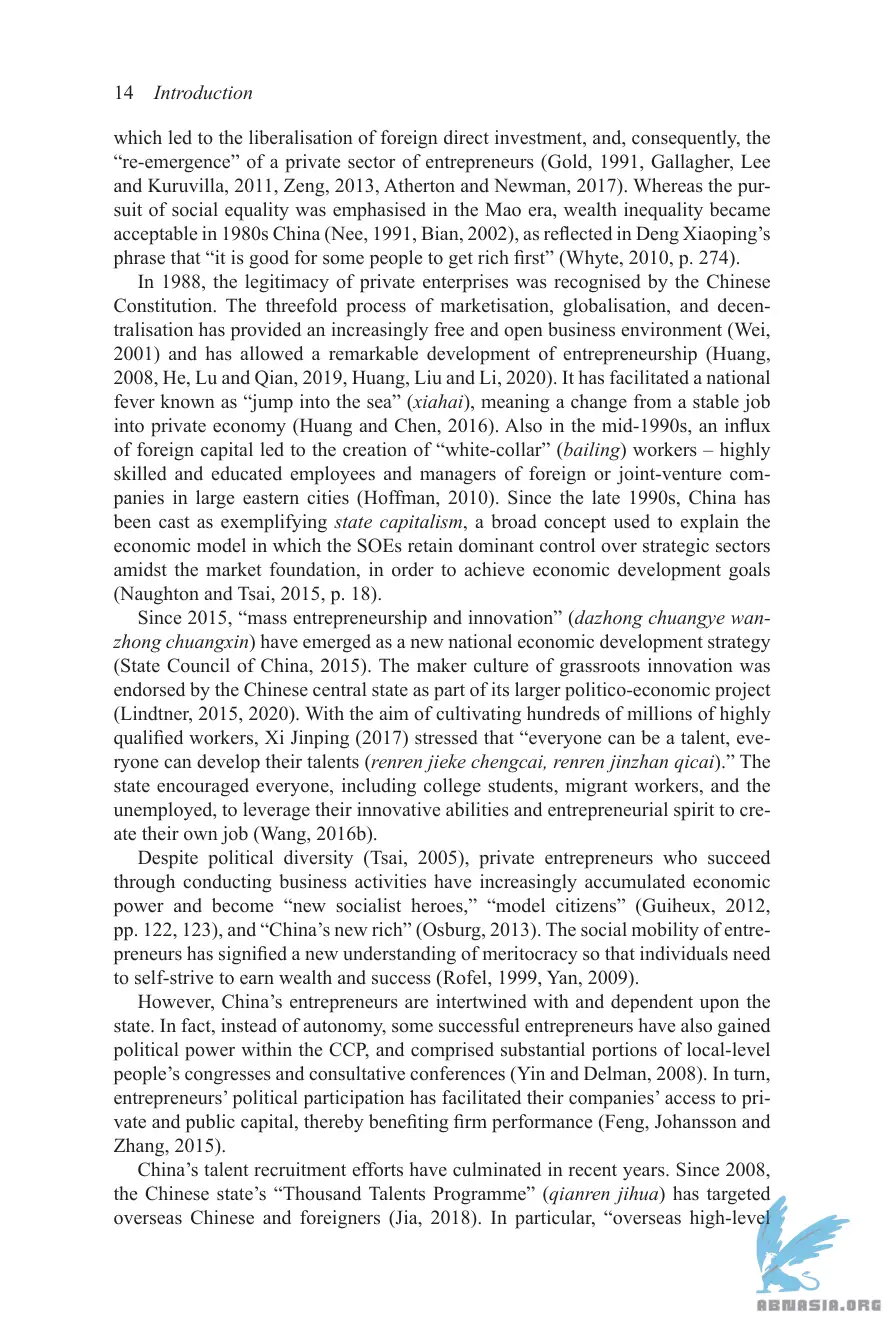 14 Introduction
which led to the liberalisation of foreign direct investment, and, consequently, the
“re-emergence” of a private sector of entrepreneurs (Gold, 1991, Gallagher, Lee
and Kuruvilla, 2011, Zeng, 2013, Atherton and Newman, 2017). Whereas the pur-
suit of social equality was emphasised in the Mao era, wealth inequality became
acceptable in 1980s China (Nee, 1991, Bian, 2002), as reflected in Deng Xiaoping’s
phrase that “it is good for some people to get rich first” (Whyte, 2010, p. 274).
In 1988, the legitimacy of private enterprises was recognised by the Chinese
Constitution. The threefold process of marketisation, globalisation, and decen-
tralisation has provided an increasingly free and open business environment (Wei,
2001) and has allowed a remarkable development of entrepreneurship (Huang,
2008, He, Lu and Qian, 2019, Huang, Liu and Li, 2020). It has facilitated a national
fever known as “jump into the sea” (xiahai), meaning a change from a stable job
into private economy (Huang and Chen, 2016). Also in the mid-1990s, an influx
of foreign capital led to the creation of “white-collar” (bailing) workers – highly
skilled and educated employees and managers of foreign or joint-venture com-
panies in large eastern cities (Hoffman, 2010). Since the late 1990s, China has
been cast as exemplifying state capitalism, a broad concept used to explain the
economic model in which the SOEs retain dominant control over strategic sectors
amidst the market foundation, in order to achieve economic development goals
(Naughton and Tsai, 2015, p. 18).
Since 2015, “mass entrepreneurship and innovation” (dazhong chuangye wan-
zhong chuangxin) have emerged as a new national economic development strategy
(State Council of China, 2015). The maker culture of grassroots innovation was
endorsed by the Chinese central state as part of its larger politico-economic project
(Lindtner, 2015, 2020). With the aim of cultivating hundreds of millions of highly
qualified workers, Xi Jinping (2017) stressed that “everyone can be a talent, eve-
ryone can develop their talents (renren jieke chengcai, renren jinzhan qicai).” The
state encouraged everyone, including college students, migrant workers, and the
unemployed, to leverage their innovative abilities and entrepreneurial spirit to cre-
ate their own job (Wang, 2016b).
Despite political diversity (Tsai, 2005), private entrepreneurs who succeed
through conducting business activities have increasingly accumulated economic
power and become “new socialist heroes,” “model citizens” (Guiheux, 2012,
pp. 122, 123), and “China’s new rich” (Osburg, 2013). The social mobility of entre-
preneurs has signified a new understanding of meritocracy so that individuals need
to self-strive to earn wealth and success (Rofel, 1999, Yan, 2009).
However, China’s entrepreneurs are intertwined with and dependent upon the
state. In fact, instead of autonomy, some successful entrepreneurs have also gained
political power within the CCP, and comprised substantial portions of local-level
people’s congresses and consultative conferences (Yin and Delman, 2008). In turn,
entrepreneurs’ political participation has facilitated their companies’ access to pri-
vate and public capital, thereby benefiting firm performance (Feng, Johansson and
Zhang, 2015).
China’s talent recruitment efforts have culminated in recent years. Since 2008,
the Chinese state’s “Thousand Talents Programme” (qianren jihua) has targeted
overseas Chinese and foreigners (Jia, 2018). In particular, “overseas high-level
ABNASIA.ORG